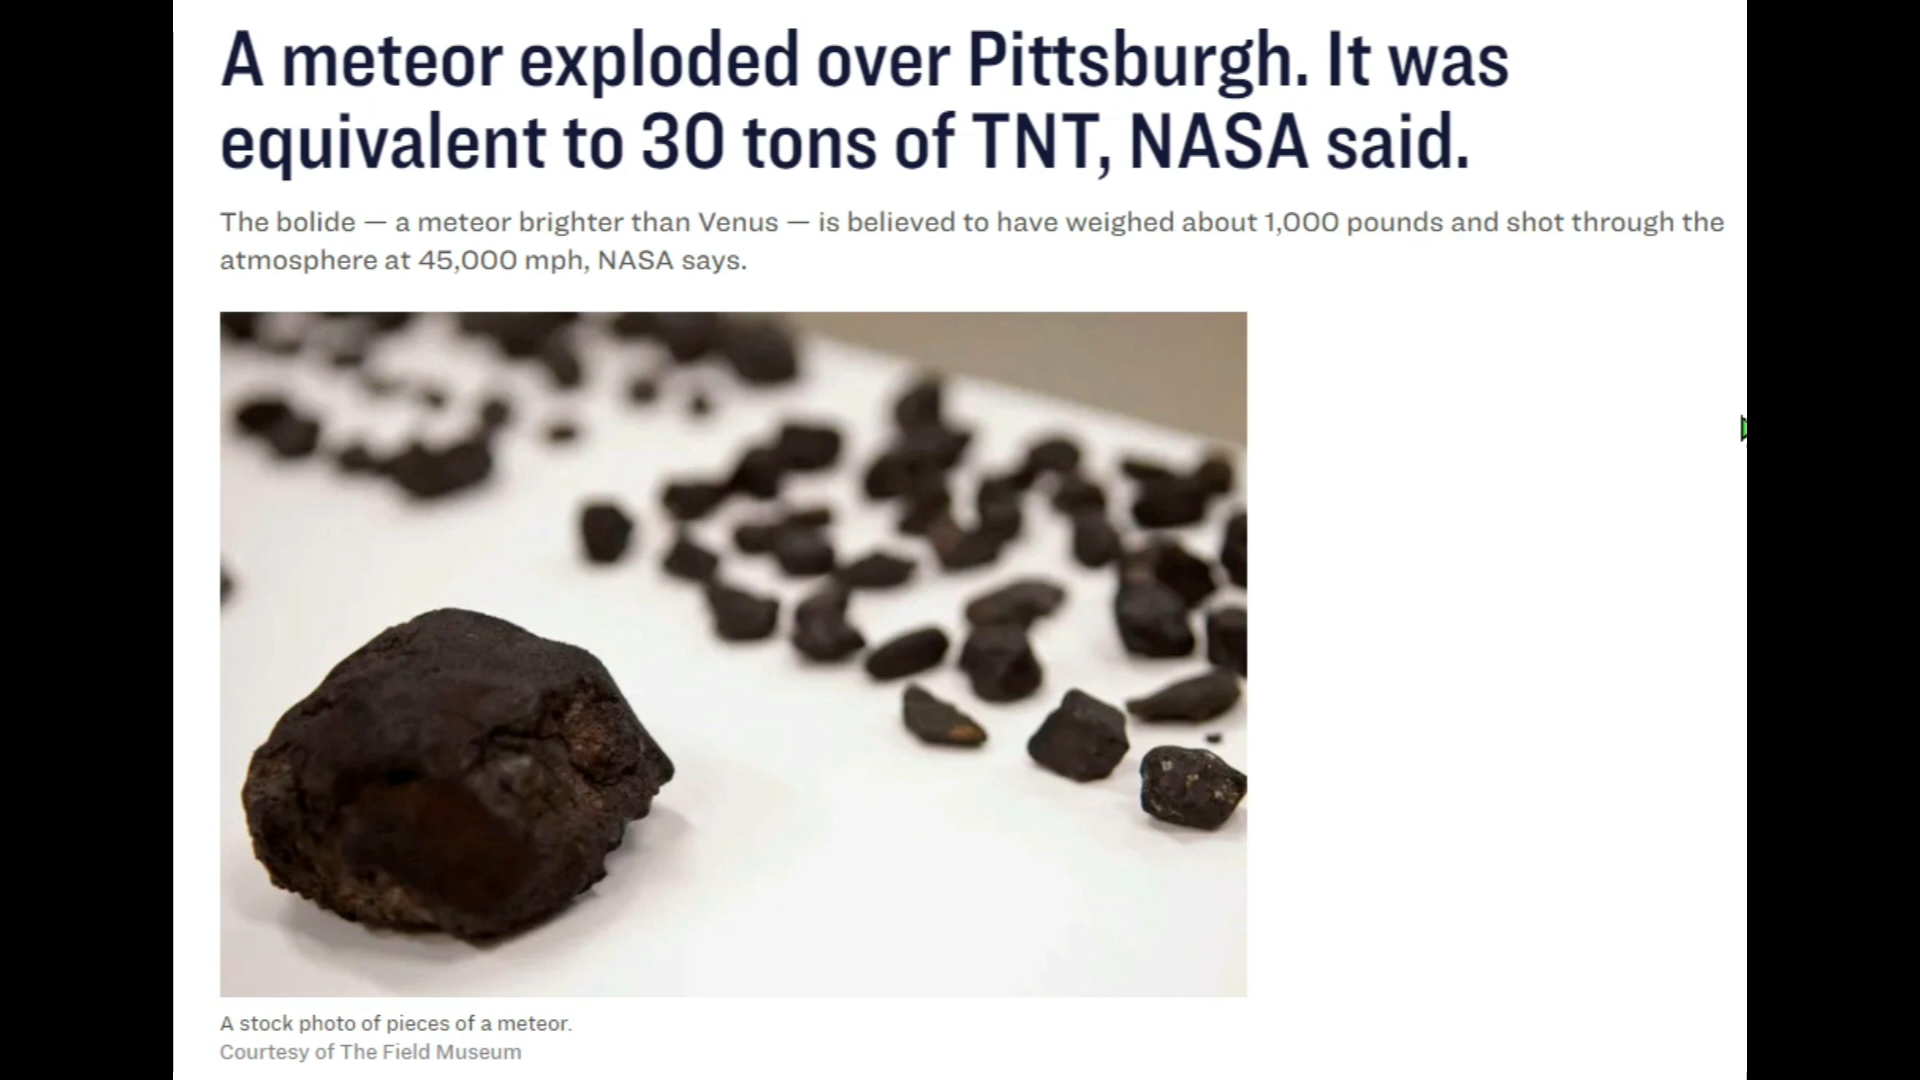 A meteor exploded over Pittsburgh. It was
equivalent to 30 tons of TNT, NASA said.
The bolide — a meteor brighter than Venus — is believed to have weighed about 1,000 pounds and shot through the
atmosphere at 45,000 mph, NASA says.
A stock photo of pieces of a meteor.
Courtesy of The Field Museum